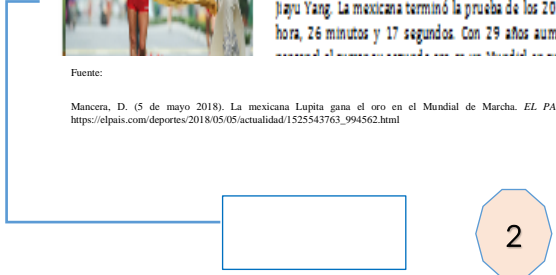 Jiayu Yang. La mexicana terminó la prueba de los 20
hora, 26 minutos y 17 segundos. Con 29 años aum
Fuente:
Mancera, D. (5 de mayo 2018). La mexicana Lupita gana el oro en el Mundial de Marcha. EL PA
https://elpais.com/deportes/2018/05/05/actualidad/1525543763_994562.html
2